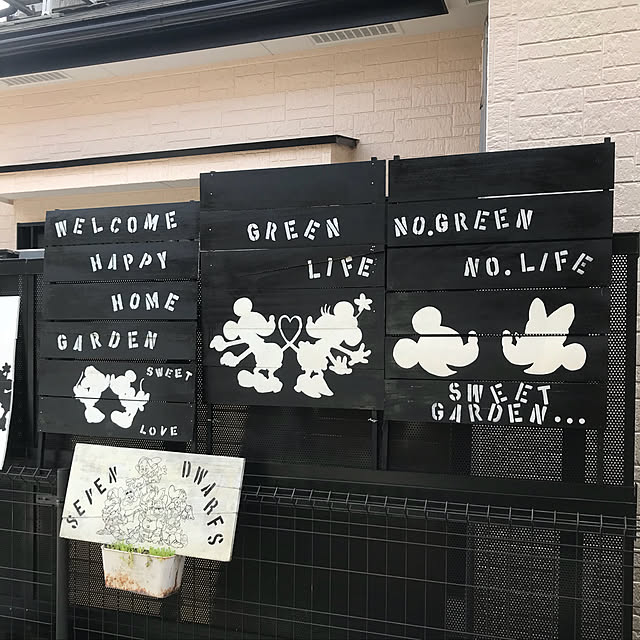 WELCOME
HAPPY
HOME
GARDEN
SWEET
LOVE
GREEN
LIFE
NO.GREEN
NO.LIFE
SWEET
GARDEN...
SEVEN DWARFS